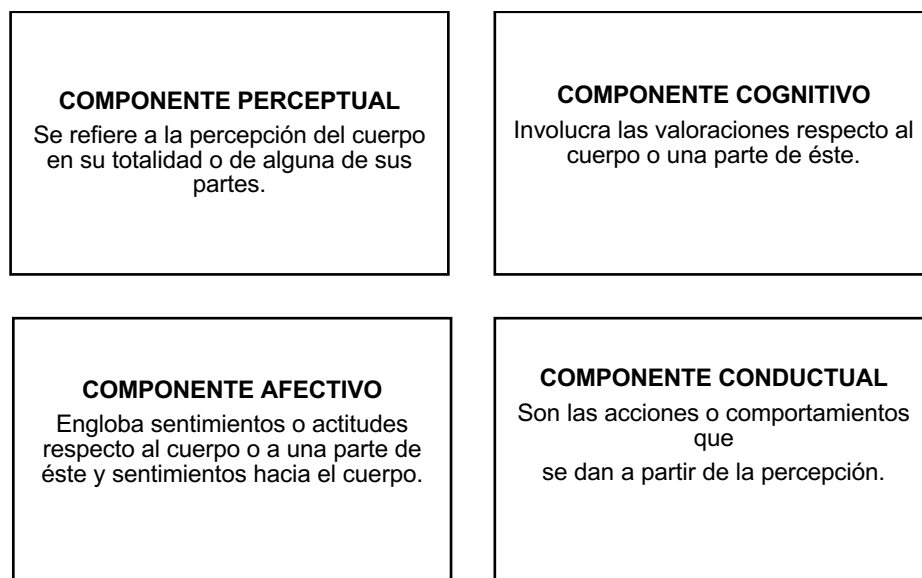 COMPONENTE PERCEPTUAL
Se refiere a la percepción del cuerpo
en su totalidad o de alguna de sus
partes.
COMPONENTE COGNITIVO
Involucra las valoraciones respecto al
cuerpo o una parte de éste.
COMPONENTE AFECTIVO
Engloba sentimientos o actitudes
respecto al cuerpo o a una parte de
éste y sentimientos hacia el cuerpo.
COMPONENTE CONDUCTUAL
Son las acciones o comportamientos
que
se dan a partir de la percepción.